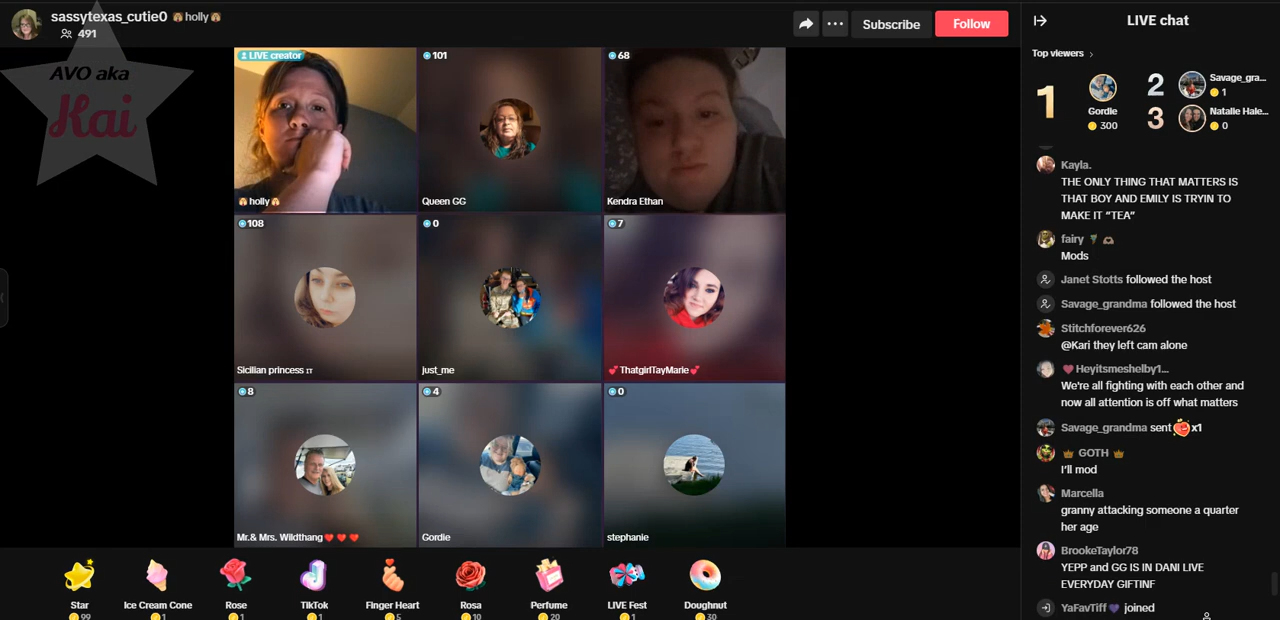 sassytexas_cutie0 🙈holly🙈
491
AVO aka
Kai
Subscribe
Follow
LIVE creator
holly
101
Queen GG
68
Kendra Ethan
108
Sicilian princess IT
0
just_me
7
ThatgirlTayMarie
8
Mr.& Mrs. Wildthang
4
Gordie
0
stephanie
Star
99
Ice Cream Cone
1
Rose
1
TikTok
1
Finger Heart
5
Rosa
10
Perfume
20
LIVE Fest
1
Doughnut
30
LIVE chat
Top viewers
1
Gordie
300
2
Savage_gra...
1
3
Natalie Hale...
0
Kayla.
THE ONLY THING THAT MATTERS IS
THAT BOY AND EMILY IS TRYIN TO
MAKE IT “TEA”
fairy
Mods
Janet Stotts followed the host
Savage_grandma followed the host
Stitchforever626
@Kari they left cam alone
Heyitsmeshelby1...
We're all fighting with each other and
now all attention is off what matters
Savage_grandma sent x1
GOTH
I'll mod
Marcella
granny attacking someone a quarter
her age
BrookeTaylor78
YEPP and GG IS IN DANI LIVE
EVERYDAY GIFTINF
YaFavTiff joined